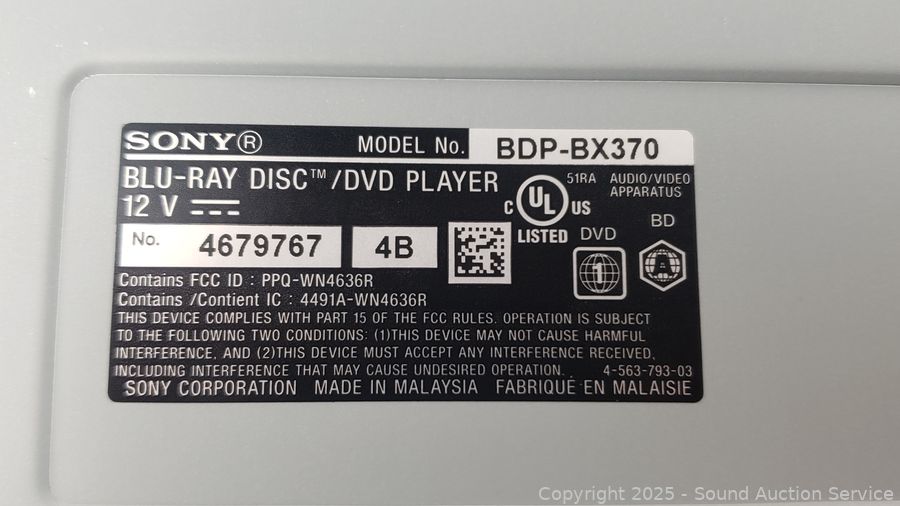 SONY® MODEL No. BDP-BX370
BLU-RAY DISC™/DVD PLAYER
12 V
C UL US
LISTED
51RA AUDIO/VIDEO
APPARATUS
DVD
1
BD
A
No. 4679767 4B
Contains FCC ID : PPQ-WN4636R
Contains /Contient IC : 4491A-WN4636R
THIS DEVICE COMPLIES WITH PART 15 OF THE FCC RULES. OPERATION IS SUBJECT
TO THE FOLLOWING TWO CONDITIONS: (1)THIS DEVICE MAY NOT CAUSE HARMFUL
INTERFERENCE, AND (2)THIS DEVICE MUST ACCEPT ANY INTERFERENCE RECEIVED,
INCLUDING INTERFERENCE THAT MAY CAUSE UNDESIRED OPERATION. 4-563-793-03
SONY CORPORATION MADE IN MALAYSIA FABRIQUÉ EN MALAISIE
Copyright 2025 - Sound Auction Service